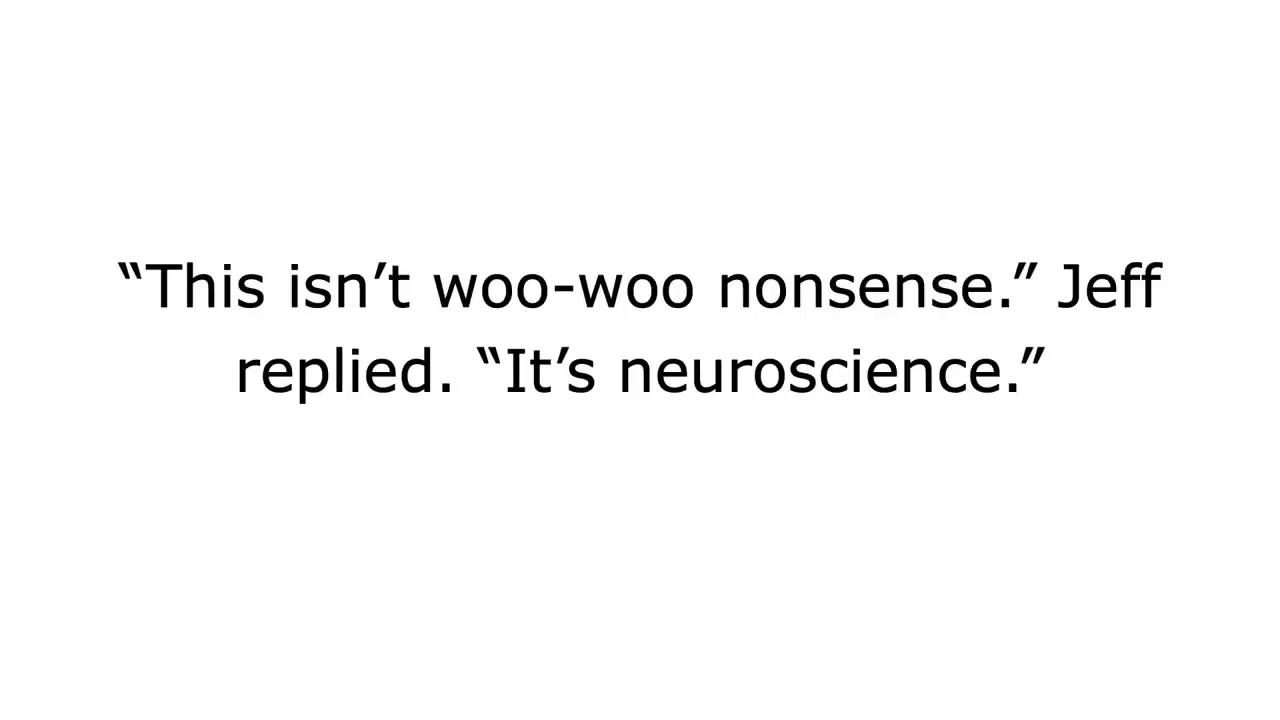 “This isn’t woo-woo nonsense.” Jeff
replied. “It’s neuroscience.”